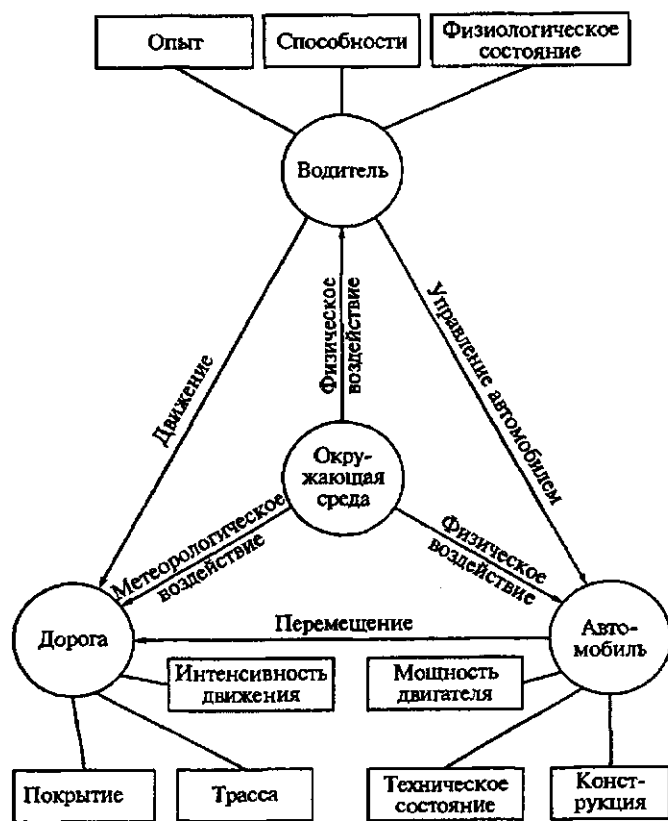 Опыт
Способности
Физиологическое
состояние
Водитель
Движение
Физическое
воздействие
Управление автомобилем
Окру-
жающая
среда
Метеорологическое
воздействие
Физическое
воздействие
Дорога
Перемещение
Авто-
мобиль
Интенсивность
движения
Мощность
двигателя
Покрытие
Трасса
Техническое
состояние
Конст-
рукция